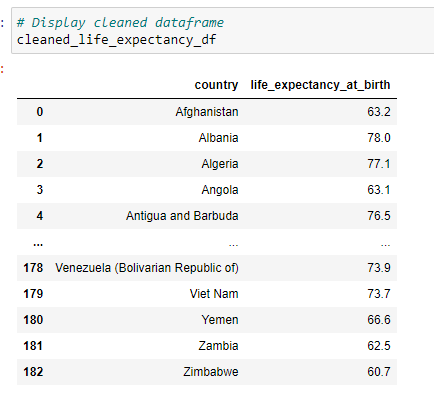 :
# Display cleaned dataframe
cleaned_life_expectancy_df
:
country life_expectancy_at_birth
0 Afghanistan 63.2
1 Albania 78.0
2 Algeria 77.1
3 Angola 63.1
4 Antigua and Barbuda 76.5
... ... ...
178 Venezuela (Bolivarian Republic of) 73.9
179 Viet Nam 73.7
180 Yemen 66.6
181 Zambia 62.5
182 Zimbabwe 60.7